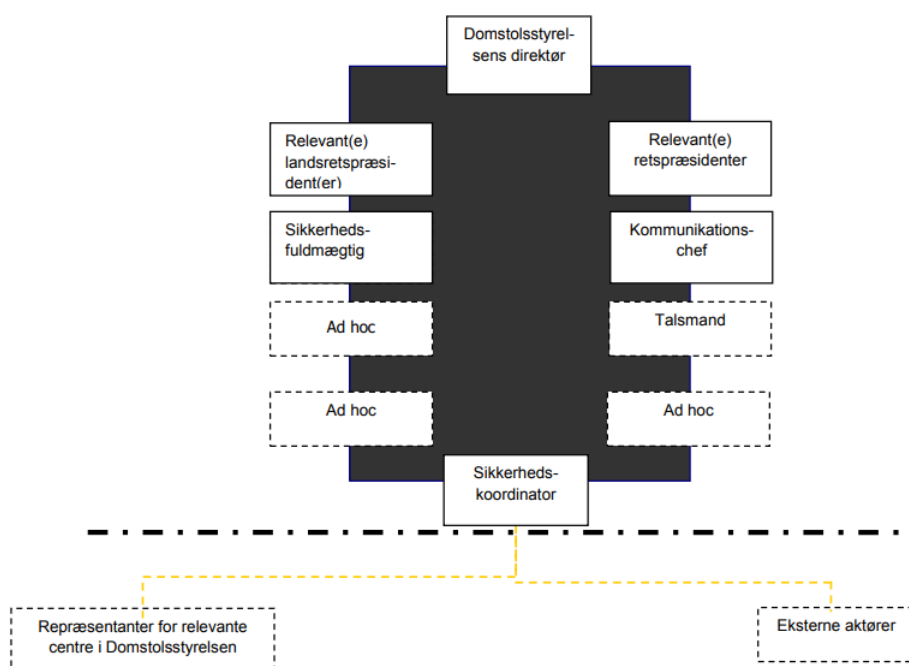 Domstolsstyrel-
sens direktør
Relevant(e)
landsretspræsi-
dent(er)
Relevant(e)
retspræsidenter
Sikkerheds-
fuldmægtig
Kommunikations-
chef
Ad hoc
Talsmand
Ad hoc
Ad hoc
Sikkerheds-
koordinator
Repræsentanter for relevante
centre i Domstolsstyrelsen
Eksterne aktører